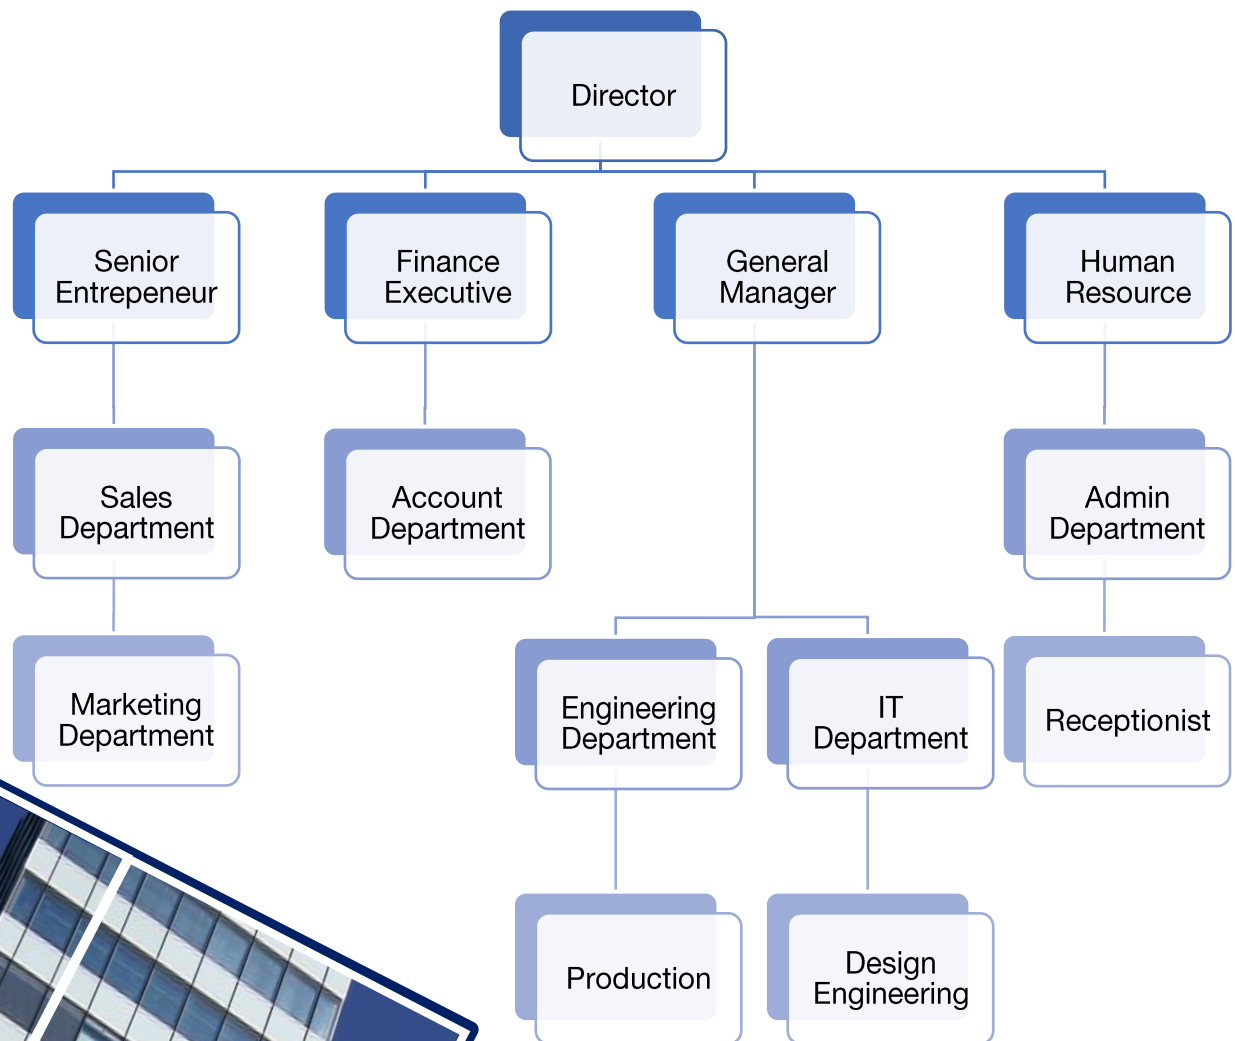 Director
Senior
Entrepeneur
Finance
Executive
General
Manager
Human
Resource
Sales
Department
Account
Department
Admin
Department
Marketing
Department
Engineering
Department
IT
Department
Receptionist
Production
Design
Engineering